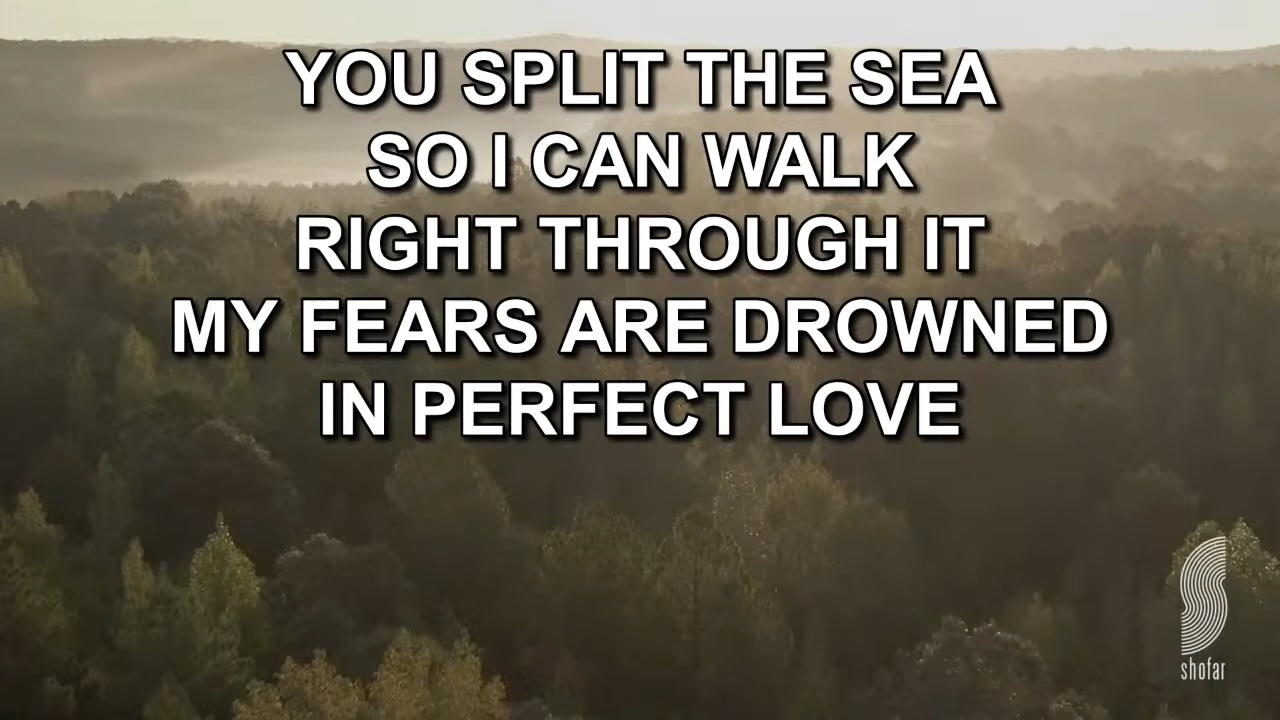 YOU SPLIT THE SEA
SO I CAN WALK
RIGHT THROUGH IT
MY FEARS ARE DROWNED
IN PERFECT LOVE
shofar